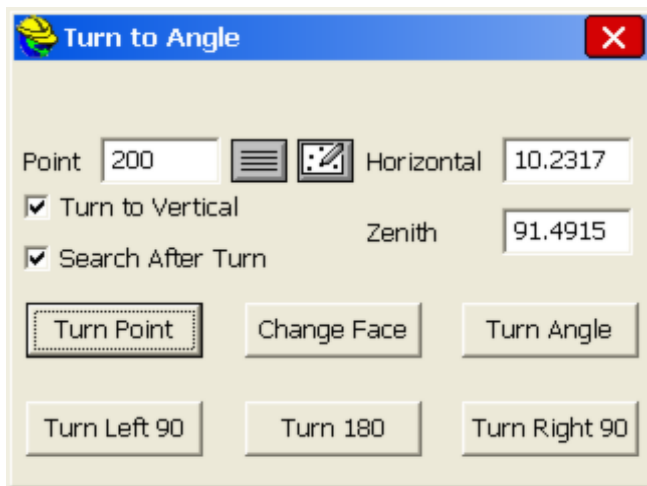 Turn to Angle
Point 200 Horizontal 10.2317
Turn to Vertical
Zenith 91.4915
Search After Turn
Turn Point Change Face Turn Angle
Turn Left 90 Turn 180 Turn Right 90